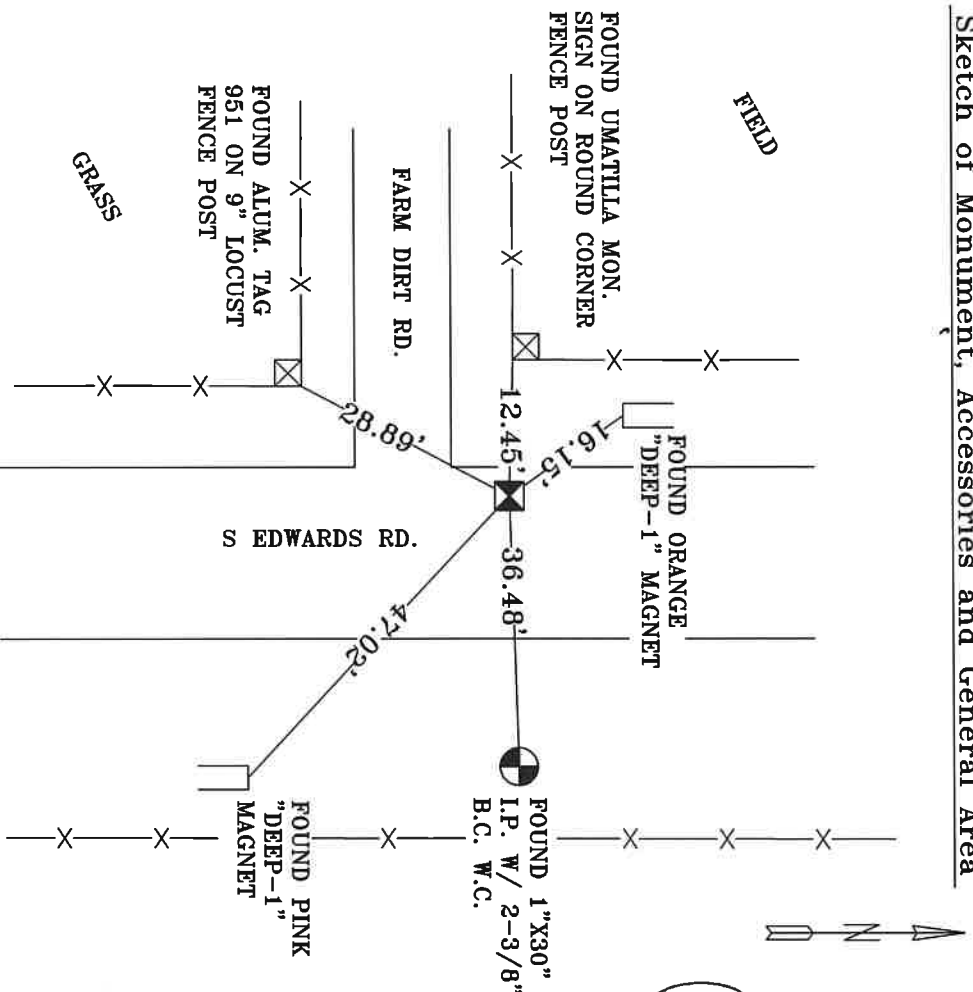 Sketch of Monument, Accessories and General Area
FIELD
FOUND UMATILLA MON.
SIGN ON ROUND CORNER
FENCE POST
FOUND ORANGE
"DEEP-1" MAGNET
16.15'
12.45'
36.48'
FOUND 1"X30"
I.P. W/ 2-3/8"
B.C. W.C.
FARM DIRT RD.
28.89'
S EDWARDS RD.
47.02'
FOUND ALUM. TAG
951 ON 9" LOCUST
FENCE POST
FOUND PINK
"DEEP-1"
MAGNET
GRASS
N